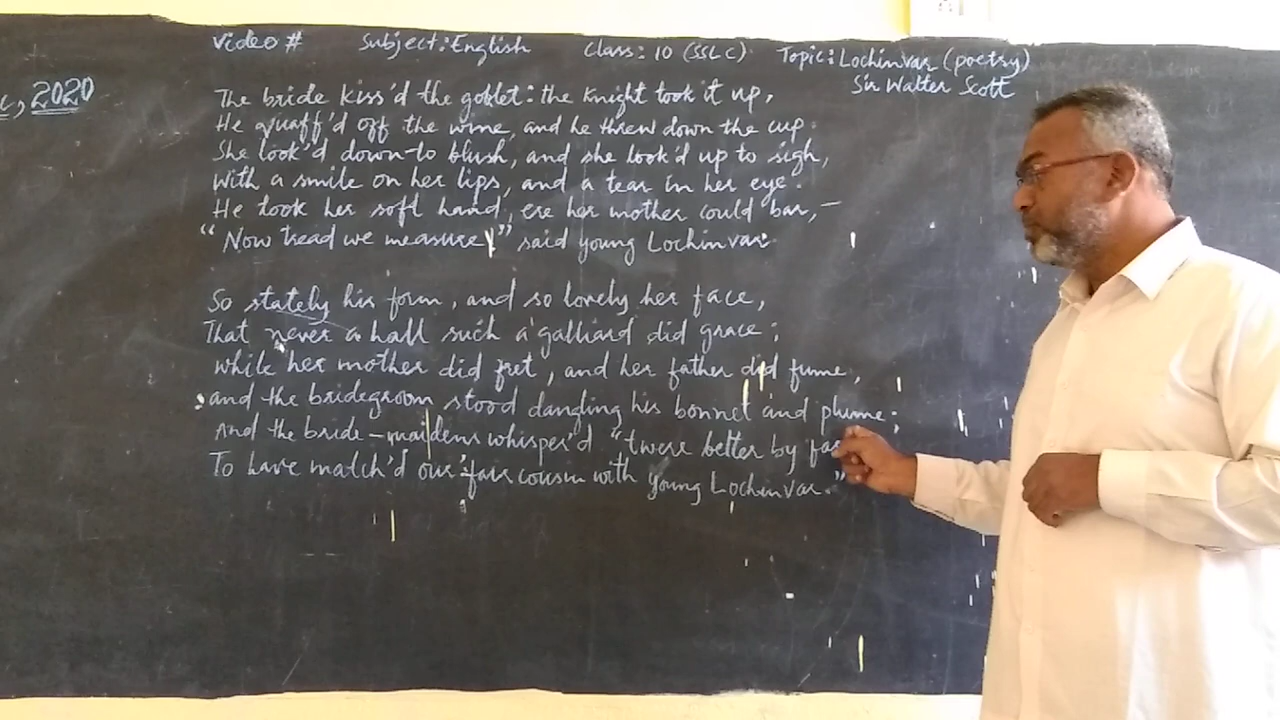 Video # Subject: English Class: 10 (SSLC) Topic: Lochinvar (poetry)
Sir Walter Scott
2020
The bride kiss'd the goblet: the knight took it up,
He quaff'd off the wine, and he threw down the cup.
She look'd down to blush, and she look'd up to sigh,
With a smile on her lips, and a tear in her eye.
He took her soft hand, ere her mother could bar, —
"Now tread we measure!" said young Lochinvar.
So stately his form, and so lovely her face,
That never a hall such a galliard did grace;
While her mother did fret, and her father did fume,
and the bridegroom stood dangling his bonnet and plume;
And the bride-maidens whisper'd "twere better by far
To have match'd our fair cousin with young Lochinvar."